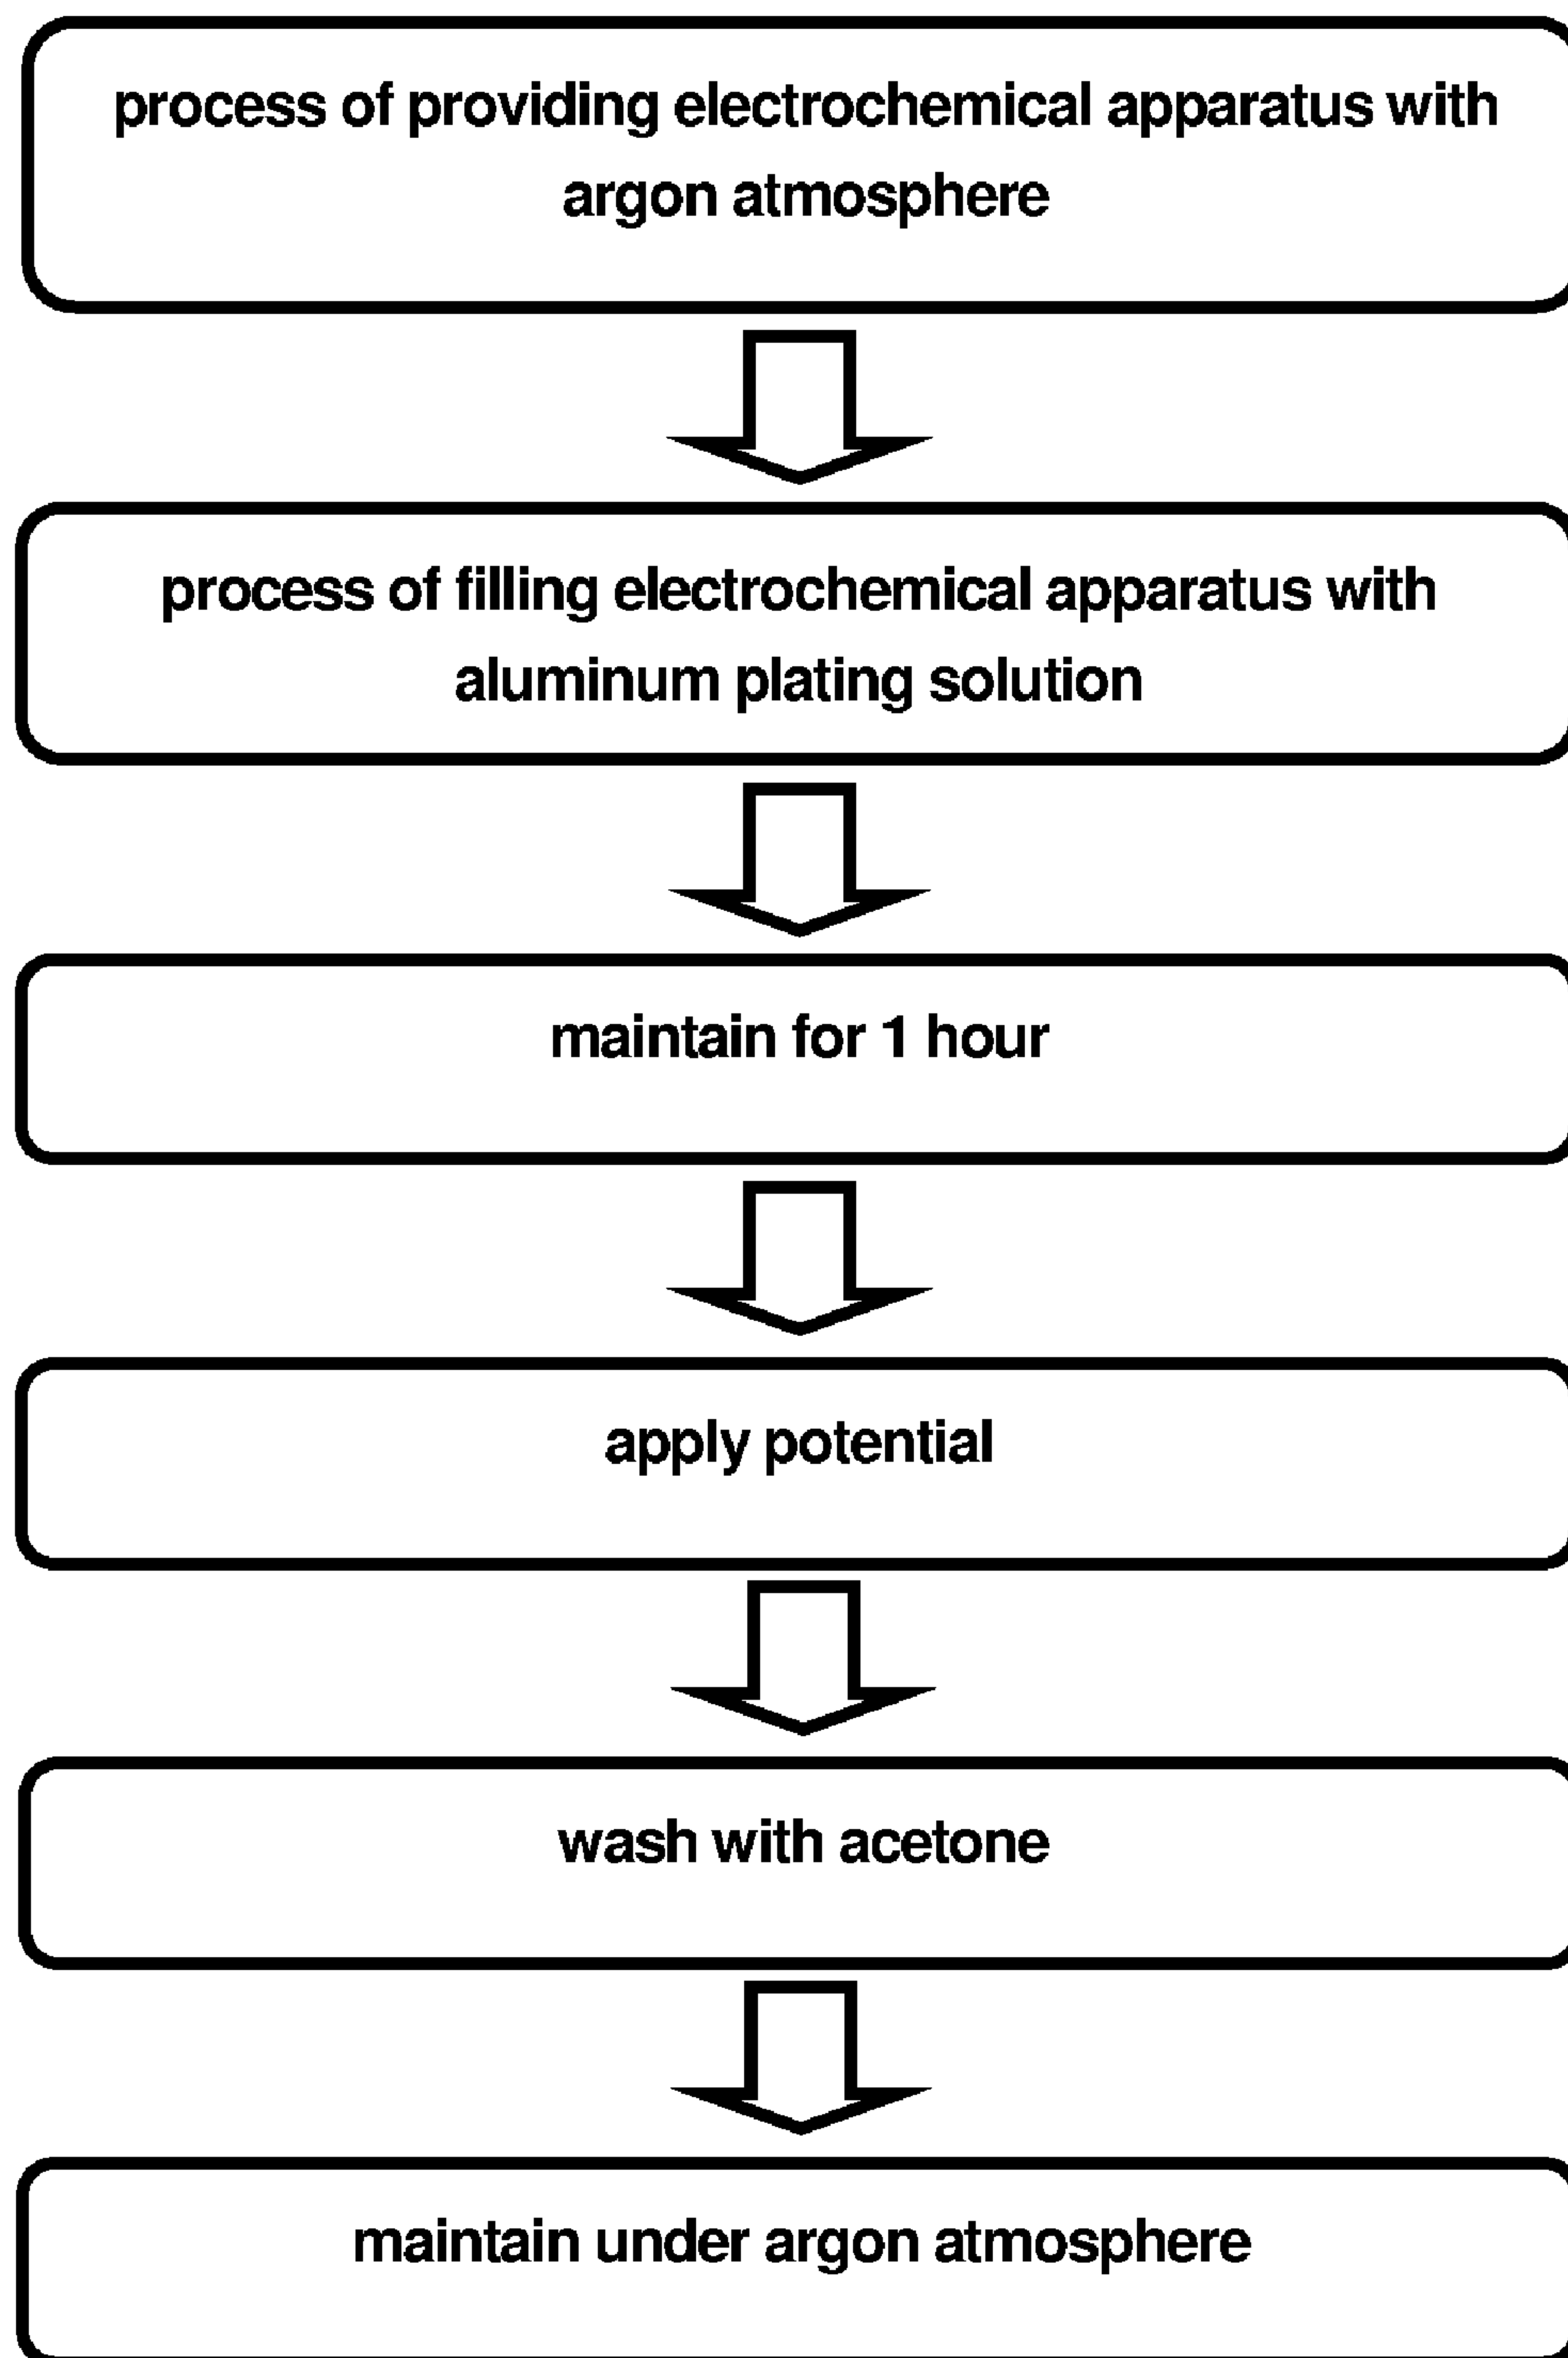 process of providing electrochemical apparatus with
argon atmosphere
process of filling electrochemical apparatus with
aluminum plating solution
maintain for 1 hour
apply potential
wash with acetone
maintain under argon atmosphere